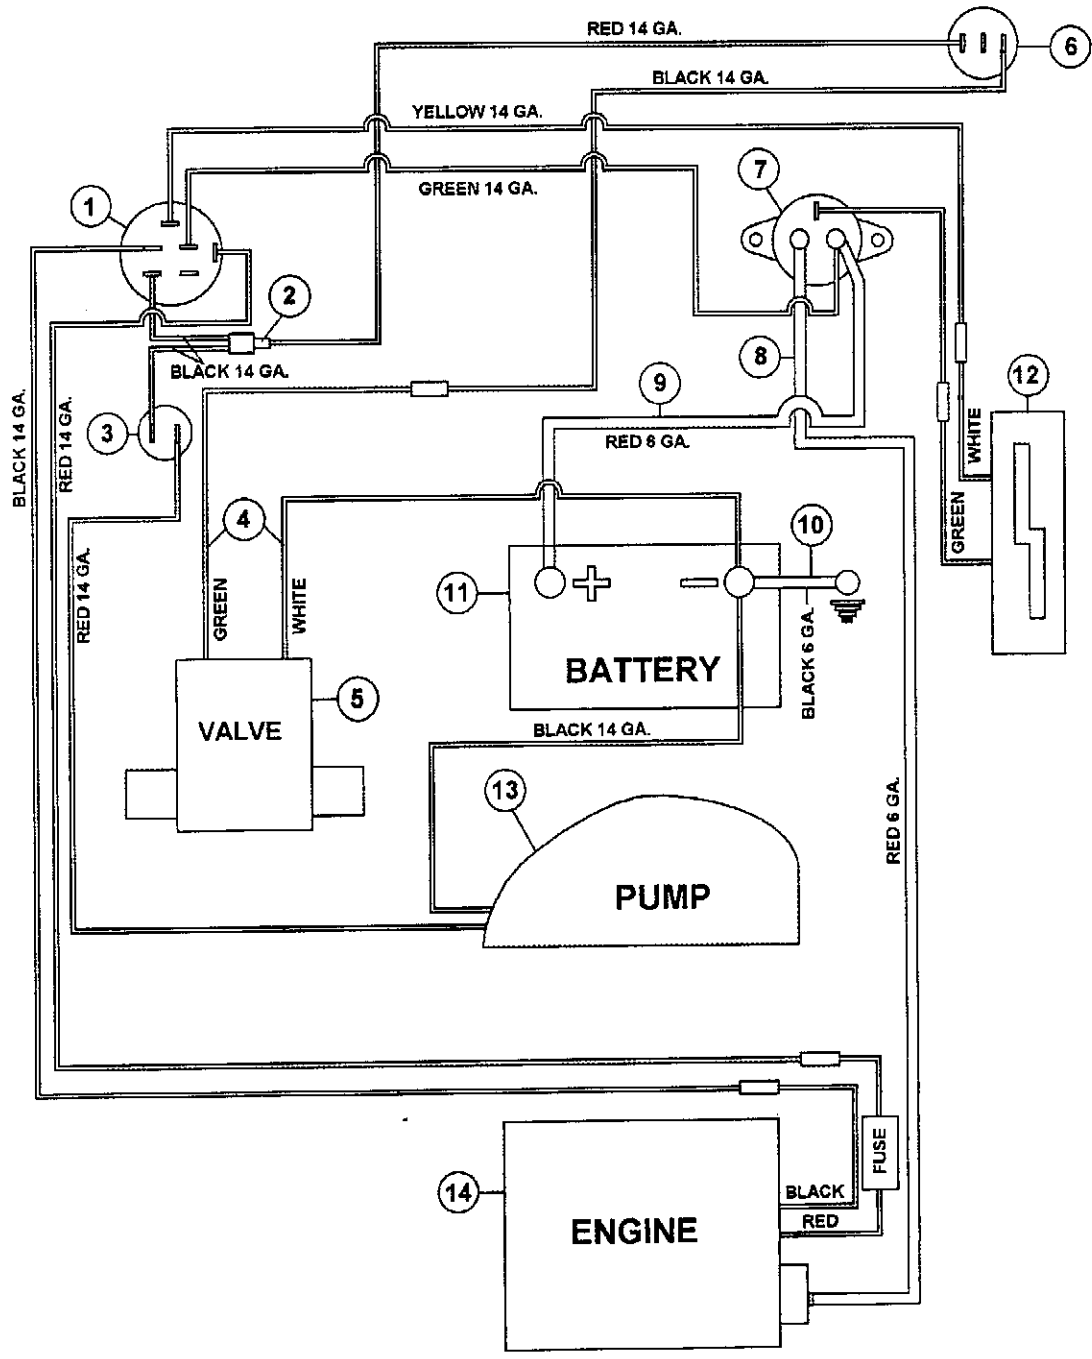 RED 14 GA.
6
BLACK 14 GA.
YELLOW 14 GA.
7
GREEN 14 GA.
1
2
8
9
12
BLACK 14 GA.
3
RED 6 GA.
BLACK 14 GA.
RED 14 GA.
WHITE
GREEN
4
10
11
RED 14 GA.
GREEN
WHITE
BATTERY
BLACK 6 GA.
5
VALVE
BLACK 14 GA.
13
RED 6 GA.
PUMP
FUSE
14
BLACK
RED
ENGINE